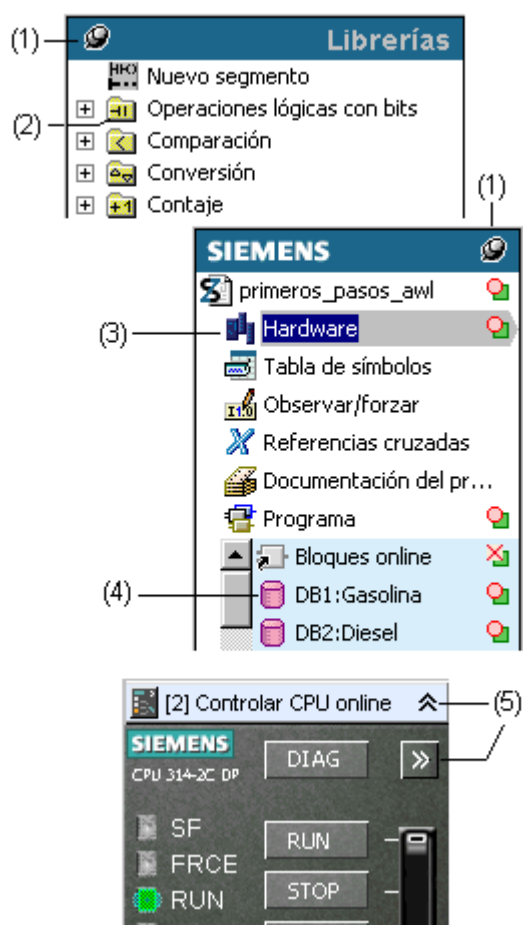 (1)
Librerías
Nuevo segmento
(2)
Operaciones lógicas con bits
Comparación
Conversión
+1 Contaje
(1)
SIEMENS
primeros_pasos_awl
(3)
Hardware
Tabla de símbolos
Observar/forzar
Referencias cruzadas
Documentación del pr...
Programa
Bloques online
(4)
DB1:Gasolina
DB2:Diesel
[2] Controlar CPU online
(5)
SIEMENS
CPU 314-2C DP
DIAG
SF
RUN
FRCE
RUN
STOP